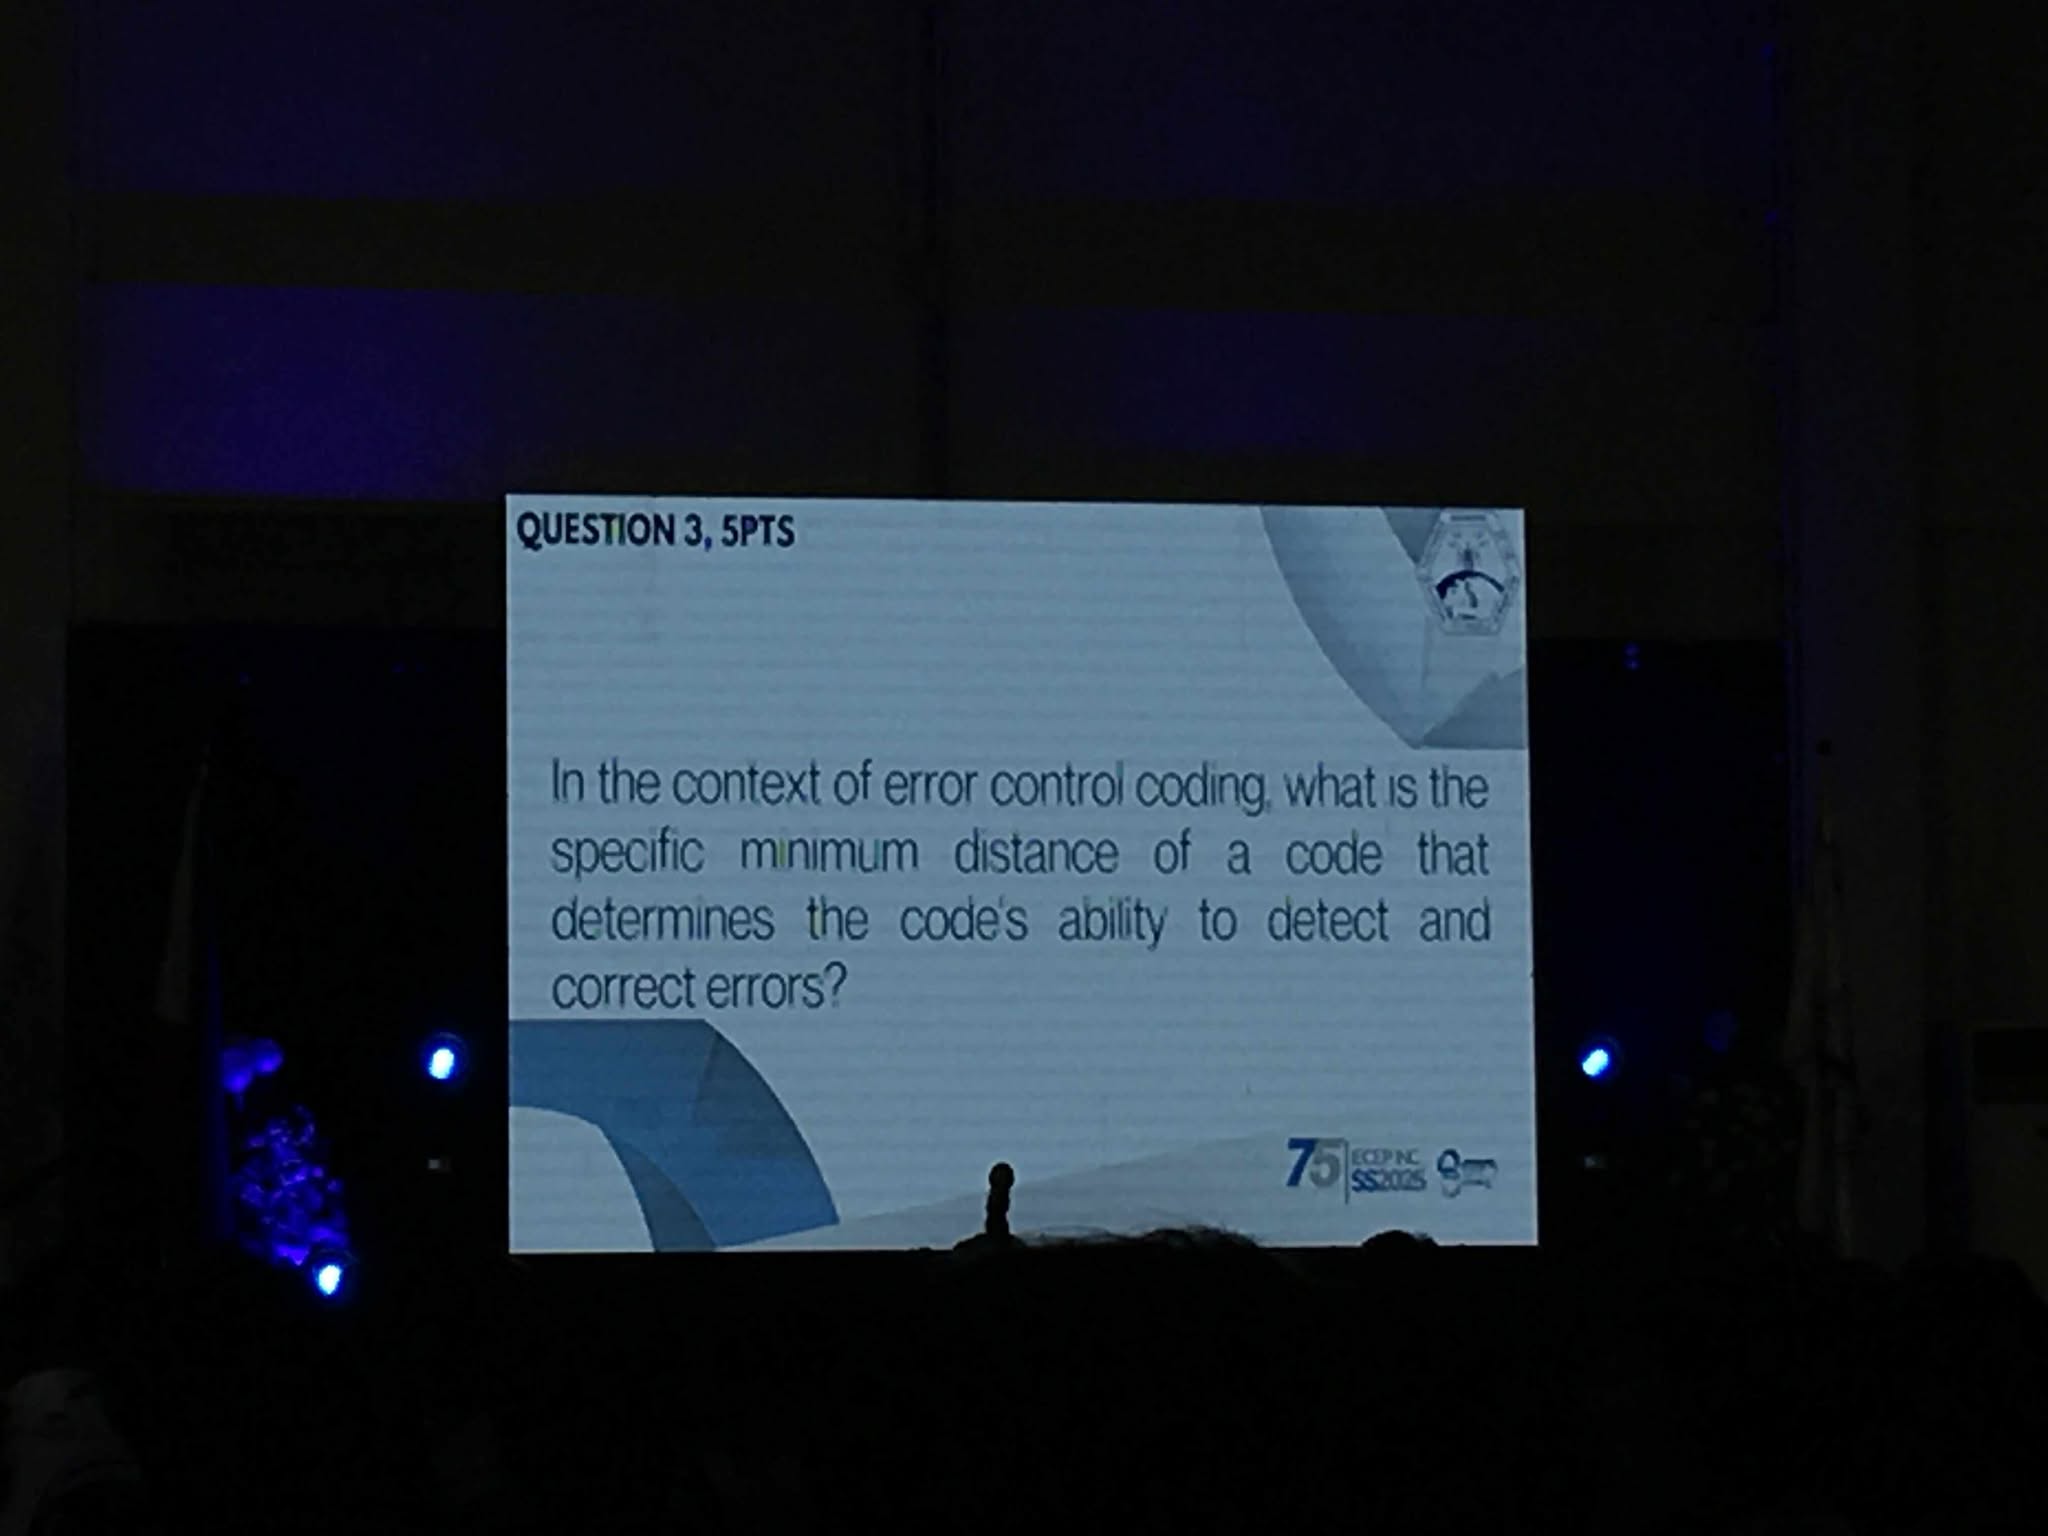 QUESTION 3, 5PTS
In the context of error control coding, what is the
specific minimum distance of a code that
determines the code's ability to detect and
correct errors?
75
ECEP INC
SS2025